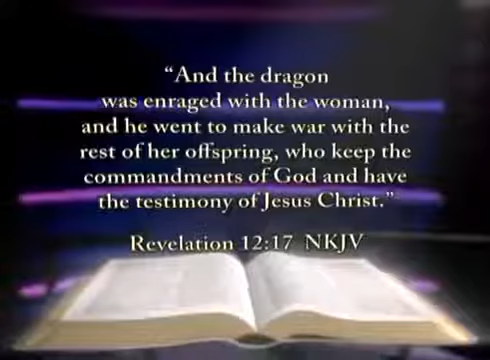 “And the dragon
was enraged with the woman,
and he went to make war with the
rest of her offspring, who keep the
commandments of God and have
the testimony of Jesus Christ.”
Revelation 12:17 NKJV